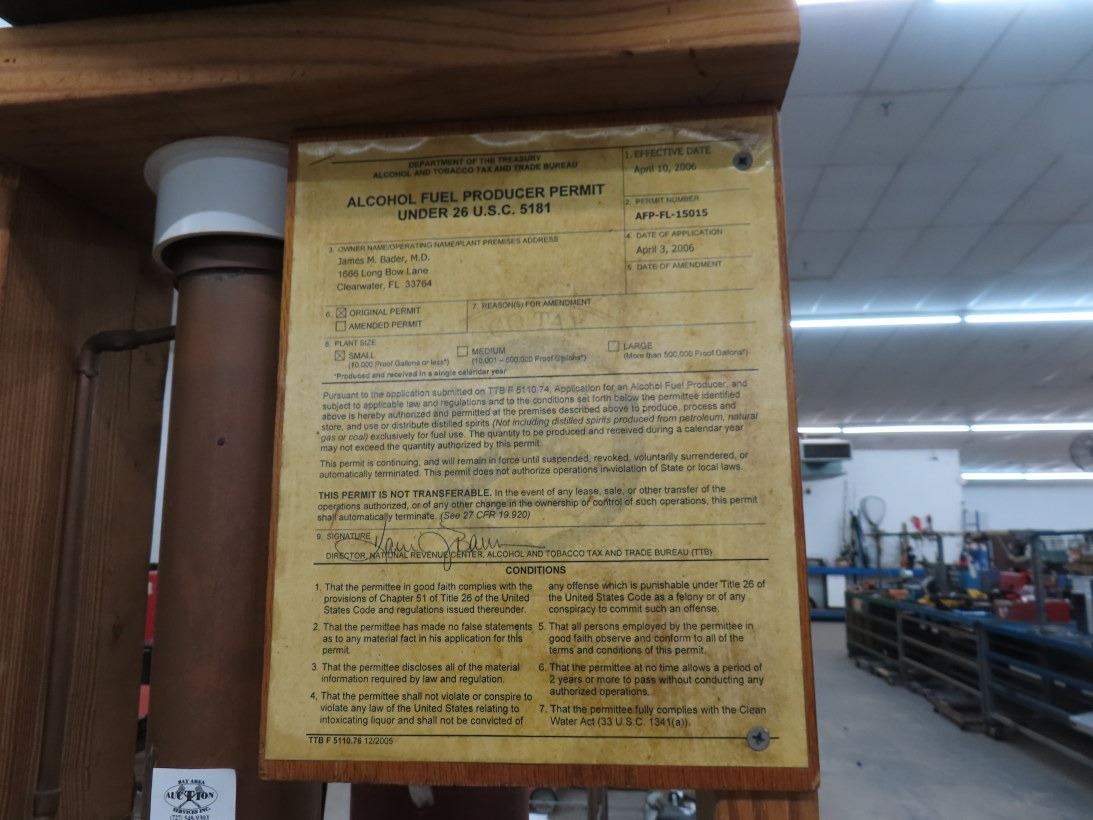 DEPARTMENT OF THE TREASURY
ALCOHOL AND TOBACCO TAX AND TRADE BUREAU
ALCOHOL FUEL PRODUCER PERMIT
UNDER 26 U.S.C. 5181
1. EFFECTIVE DATE
April 10, 2006
2. PERMIT NUMBER
AFP-FL-15015
3. OWNER NAME/OPERATING NAME/PLANT PREMISES ADDRESS
James M. Bader, M.D.
1666 Long Bow Lane
Clearwater, FL 33764
4. DATE OF APPLICATION
April 3, 2006
5. DATE OF AMENDMENT
6. ☒ ORIGINAL PERMIT
☐ AMENDED PERMIT
7. REASON(S) FOR AMENDMENT
8. PLANT SIZE
☒ SMALL
(10,000 Proof Gallons or less*)
☐ MEDIUM
(10,001 – 500,000 Proof Gallons*)
☐ LARGE
(More than 500,000 Proof Gallons*)
*Produced and received in a single calendar year
Pursuant to the application submitted on TTB F 5110.74, Application for an Alcohol Fuel Producer, and
subject to applicable law and regulations and to the conditions set forth below the permittee identified
above is hereby authorized and permitted at the premises described above to produce, process and
store, and use or distribute distilled spirits (Not including distilled spirits produced from petroleum, natural
gas or coal) exclusively for fuel use. The quantity to be produced and received during a calendar year
may not exceed the quantity authorized by this permit.
This permit is continuing, and will remain in force until suspended, revoked, voluntarily surrendered, or
automatically terminated. This permit does not authorize operations in violation of State or local laws.
THIS PERMIT IS NOT TRANSFERABLE. In the event of any lease, sale, or other transfer of the
operations authorized, or of any other change in the ownership or control of such operations, this permit
shall automatically terminate. (See 27 CFR 19.920)
9. SIGNATURE
DIRECTOR, NATIONAL REVENUE CENTER, ALCOHOL AND TOBACCO TAX AND TRADE BUREAU (TTB)
CONDITIONS
1. That the permittee in good faith complies with the
provisions of Chapter 51 of Title 26 of the United
States Code and regulations issued thereunder.
2. That the permittee has made no false statements
as to any material fact in his application for this
permit.
3. That the permittee discloses all of the material
information required by law and regulation.
4. That the permittee shall not violate or conspire to
violate any law of the United States relating to
intoxicating liquor and shall not be convicted of
any offense which is punishable under Title 26 of
the United States Code as a felony or of any
conspiracy to commit such an offense.
5. That all persons employed by the permittee in
good faith observe and conform to all of the
terms and conditions of this permit.
6. That the permittee at no time allows a period of
2 years or more to pass without conducting any
authorized operations.
7. That the permittee fully complies with the Clean
Water Act (33 U.S.C. 1341(a)).
TTB F 5110.76 12/2005
BAY AREA
AUCTION
SERVICES INC.
(727) 548-9303